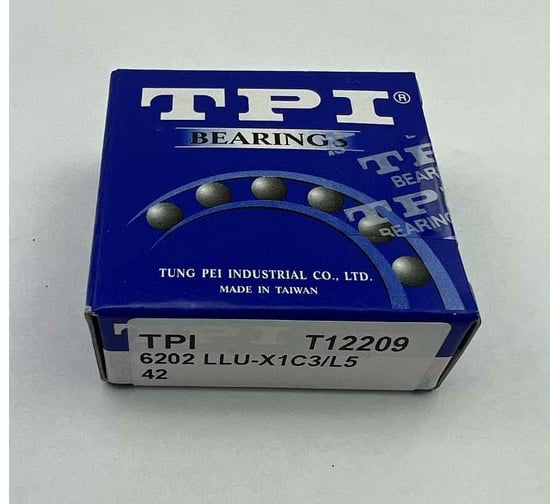 TPI®
BEARINGS
TPI
BEARING
TPI
BEARING
TUNG PEI INDUSTRIAL CO., LTD.
MADE IN TAIWAN
TPI T12209
6202 LLU-X1C3/L5
42